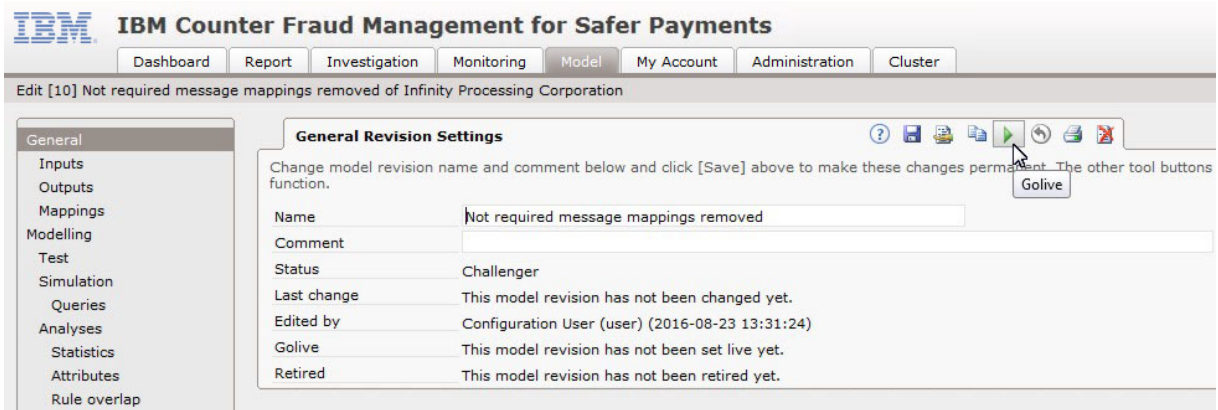 IBM
IBM Counter Fraud Management for Safer Payments
Dashboard Report Investigation Monitoring Model My Account Administration Cluster
Edit [10] Not required message mappings removed of Infinity Processing Corporation
General
Inputs
Outputs
Mappings
Modelling
Test
Simulation
Queries
Analyses
Statistics
Attributes
Rule overlap
General Revision Settings
Change model revision name and comment below and click [Save] above to make these changes permanent. The other tool buttons
function.
Golive
Name Not required message mappings removed
Comment
Status Challenger
Last change This model revision has not been changed yet.
Edited by Configuration User (user) (2016-08-23 13:31:24)
Golive This model revision has not been set live yet.
Retired This model revision has not been retired yet.